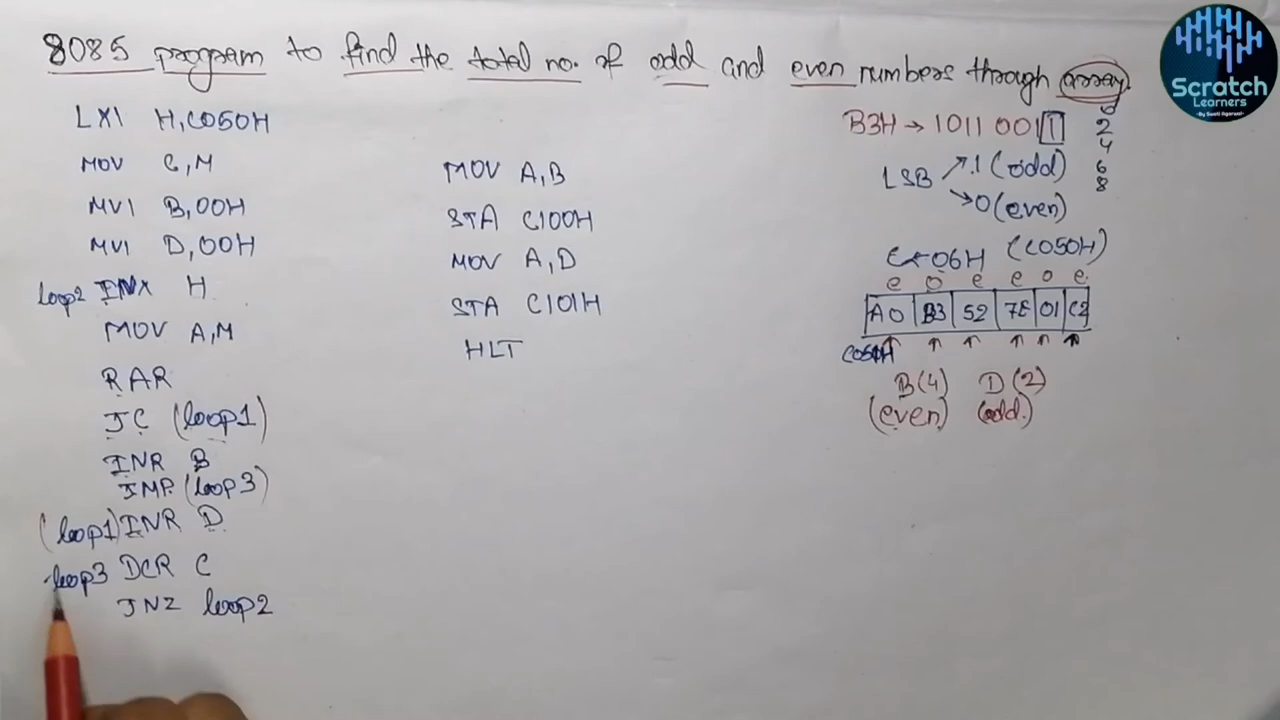 8085 program to find the total no. of odd and even numbers through array.
LXI H,C050H
MOV C,M
MVI B,00H
MVI D,00H
loop2 INX H
MOV A,M
RAR
JC (loop1)
INR B
JMP (loop3)
(loop1) INR D
loop3 DCR C
JNZ loop2
MOV A,B
STA C100H
MOV A,D
STA C101H
HLT
B3H → 1011 0011
LSB → 1 (odd)
→ 0 (even)
0
2
4
6
8
C ← 06H (C050H)
e o e e o e
A0 B3 52 7E 01 C2
B(4) D(2)
(even) (odd)
Scratch
Learners
-By Swati Agarwal-